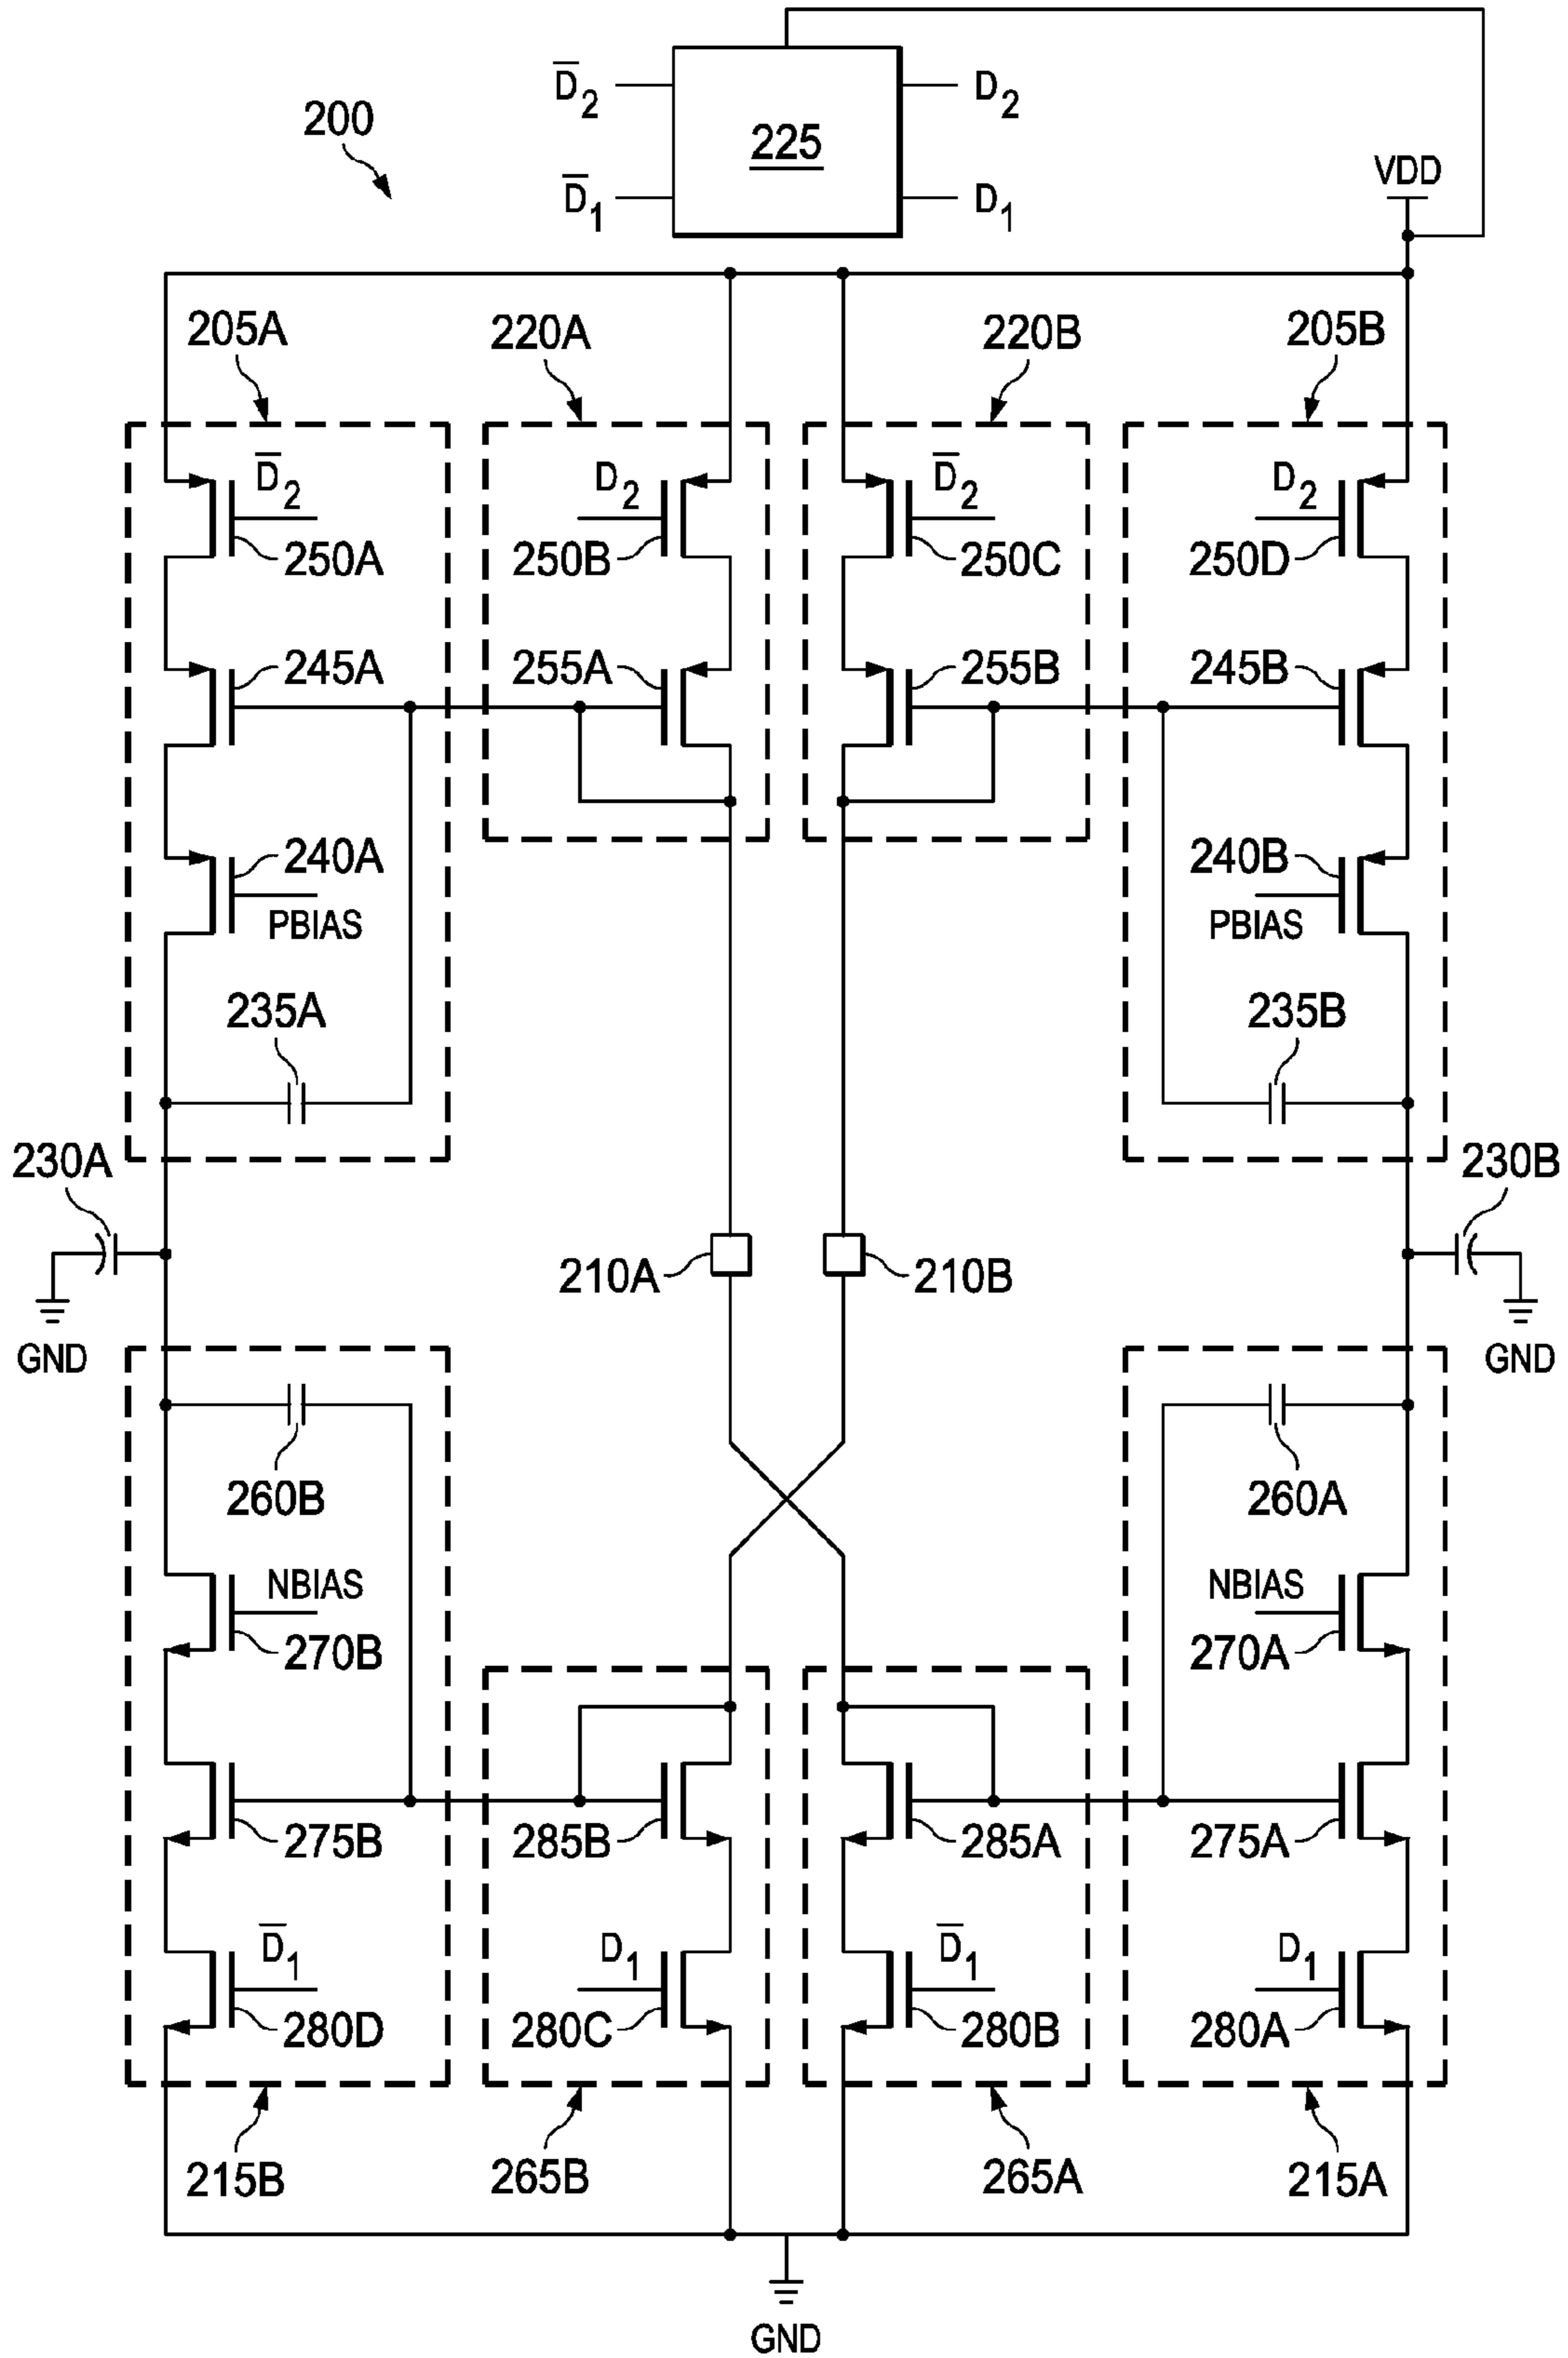 200
D̅2
D2
225
D̅1
D1
VDD
205A
220A
220B
205B
D̅2
D2
D̅2
D2
250A
250B
250C
250D
245A
255A
255B
245B
240A
240B
PBIAS
PBIAS
235A
235B
230A
230B
210A
210B
GND
GND
260B
260A
NBIAS
NBIAS
270B
270A
275B
285B
285A
275A
D̅1
D1
D̅1
D1
280D
280C
280B
280A
215B
265B
265A
215A
GND